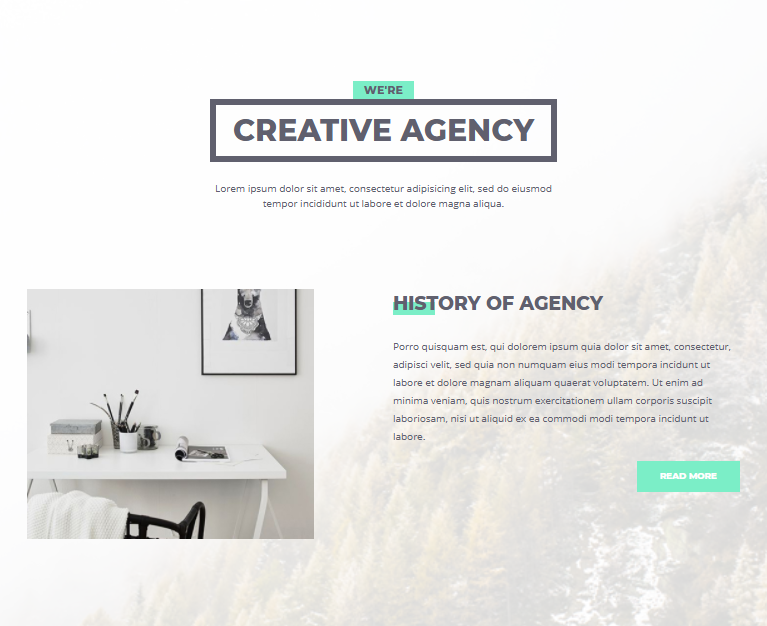 WE'RE
CREATIVE AGENCY
Lorem ipsum dolor sit amet, consectetur adipisicing elit, sed do eiusmod
tempor incididunt ut labore et dolore magna aliqua.
HISTORY OF AGENCY
Porro quisquam est, qui dolorem ipsum quia dolor sit amet, consectetur,
adipisci velit, sed quia non numquam eius modi tempora incidunt ut
labore et dolore magnam aliquam quaerat voluptatem. Ut enim ad
minima veniam, quis nostrum exercitationem ullam corporis suscipit
laboriosam, nisi ut aliquid ex ea commodi modi tempora incidunt ut
labore.
READ MORE